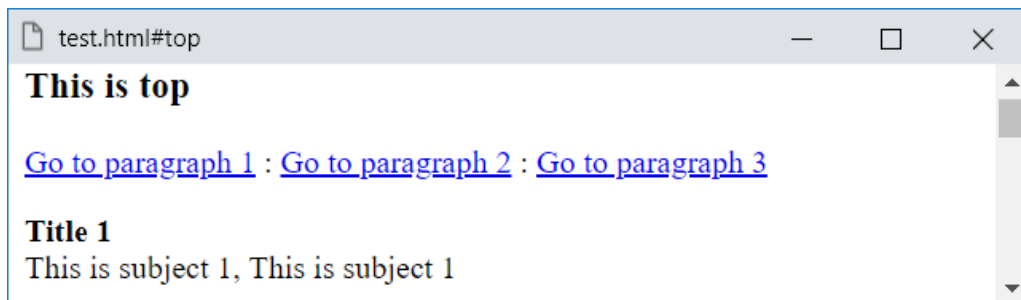 test.html#top
This is top
Go to paragraph 1 : Go to paragraph 2 : Go to paragraph 3
Title 1
This is subject 1, This is subject 1